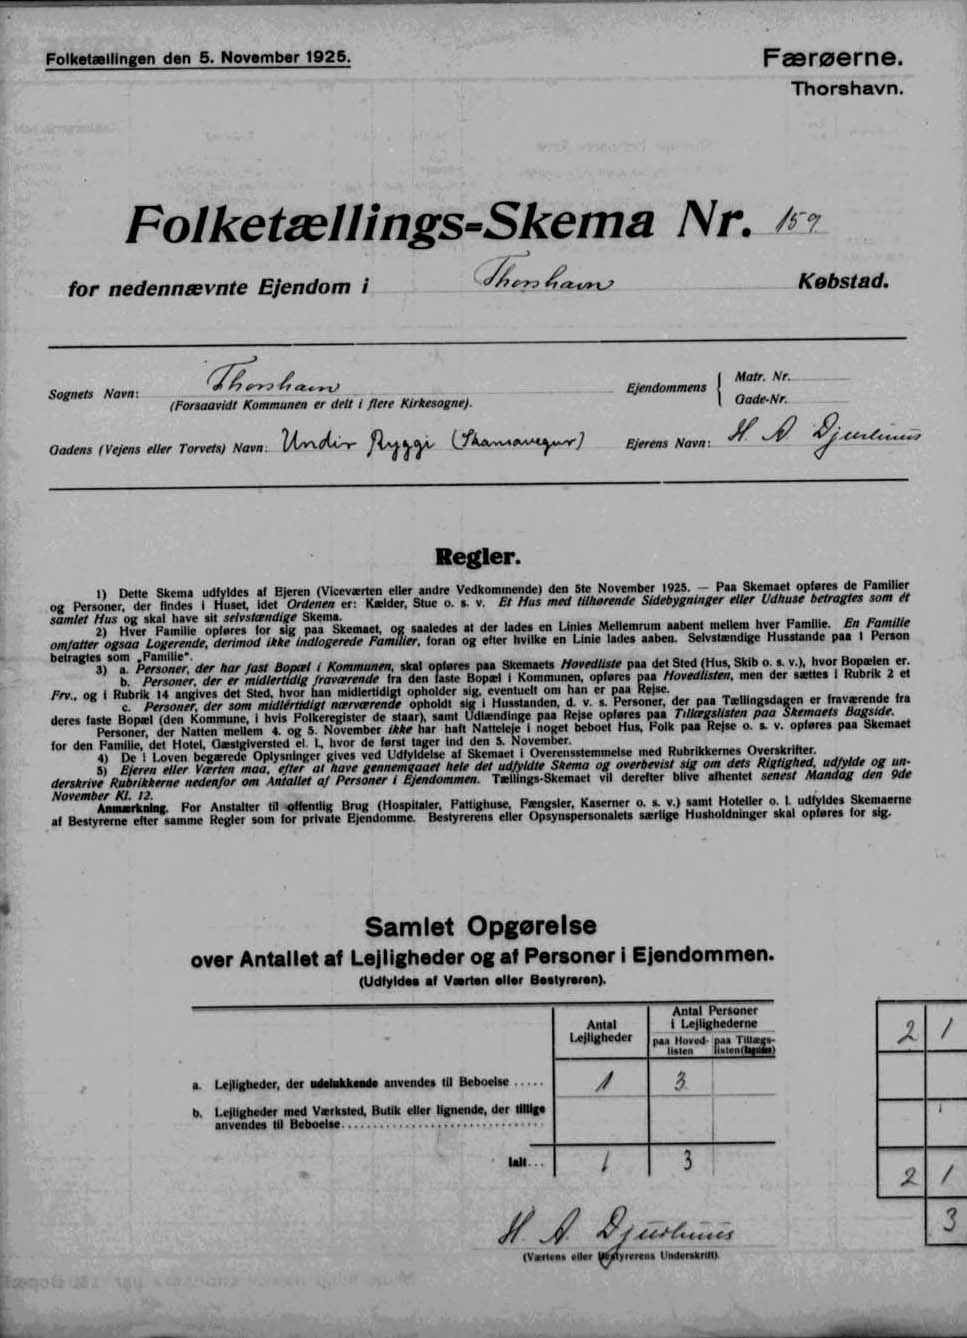 Folketællingen den 5. November 1925.
Færøerne.
Thorshavn.
Folketællings-Skema Nr. 159
for nedennævnte Ejendom i Thorshavn Købstad.
Sognets Navn: Thorshavn
(Forsaavidt Kommunen er delt i flere Kirkesogne).
Ejendommens { Matr. Nr.
Gade-Nr.
Gadens (Vejens eller Torvets) Navn: Undir Ryggi (Skansavegur) Ejerens Navn: H. A. Djurhuus
Regler.
1) Dette Skema udfyldes af Ejeren (Viceværten eller andre Vedkommende) den 5te November 1925. — Paa Skemaet opføres de Familier
og Personer, der findes i Huset, idet Ordenen er: Kælder, Stue o. s. v. Et Hus med tilhørende Sidebygninger eller Udhuse betragtes som ét
samlet Hus og skal have sit selvstændige Skema.
2) Hver Familie opføres for sig paa Skemaet, og saaledes at der lades en Linies Mellemrum aabent mellem hver Familie. En Familie
omfatter ogsaa Logerende, derimod ikke indlogerede Familier, foran og efter hvilke en Linie lades aaben. Selvstændige Husstande paa 1 Person
betragtes som „Familie“.
3) a. Personer, der har fast Bopæl i Kommunen, skal opføres paa Skemaets Hovedliste paa det Sted (Hus, Skib o. s. v.), hvor Bopælen er.
b. Personer, der er midlertidig fraværende fra den faste Bopæl i Kommunen, opføres paa Hovedlisten, men der sættes i Rubrik 2 et
Frv., og i Rubrik 14 angives det Sted, hvor han midlertidigt opholder sig, eventuelt om han er paa Rejse.
c. Personer, der som midlertidigt nærværende opholdt sig i Husstanden, d. v. s. Personer, der paa Tællingsdagen er fraværende fra
deres faste Bopæl (den Kommune, i hvis Folkeregister de staar), samt Udlændinge paa Rejse opføres paa Tillægslisten paa Skemaets Bagside.
Personer, der Natten mellem 4. og 5. November ikke har haft Natteleje i noget beboet Hus, Folk paa Rejse o. s. v. opføres paa Skemaet
for den Familie, det Hotel, Gæstgiversted el. l., hvor de først tager ind den 5. November.
4) De i Loven begærede Oplysninger gives ved Udfyldelse af Skemaet i Overensstemmelse med Rubrikkernes Overskrifter.
5) Ejeren eller Værten maa, efter at have gennemgaaet hele det udfyldte Skema og overbevist sig om dets Rigtighed, udfylde og un-
derskrive Rubrikkerne nedenfor om Antallet af Personer i Ejendommen. Tællings-Skemaet vil derefter blive afhentet senest Mandag den 9de
November Kl. 12.
Anmærkning. For Anstalter til offentlig Brug (Hospitaler, Fattighuse, Fængsler, Kaserner o. s. v.) samt Hoteller o. l. udfyldes Skemaerne
af Bestyrerne efter samme Regler som for private Ejendomme. Bestyrerens eller Opsynspersonalets særlige Husholdninger skal opføres for sig.
Samlet Opgørelse
over Antallet af Lejligheder og af Personer i Ejendommen.
(Udfyldes af Værten eller Bestyreren).
Antal Lejligheder
Antal Personer i Lejlighederne
paa Hoved-listen
paa Tillægs-listen (Bagsiden)
2 1
a. Lejligheder, der udelukkende anvendes til Beboelse ..... 1 3
b. Lejligheder med Værksted, Butik eller lignende, der tillige
anvendes til Beboelse
Ialt... 1 3
2 1
3
H. A. Djurhuus
(Værtens eller Bestyrerens Underskrift).